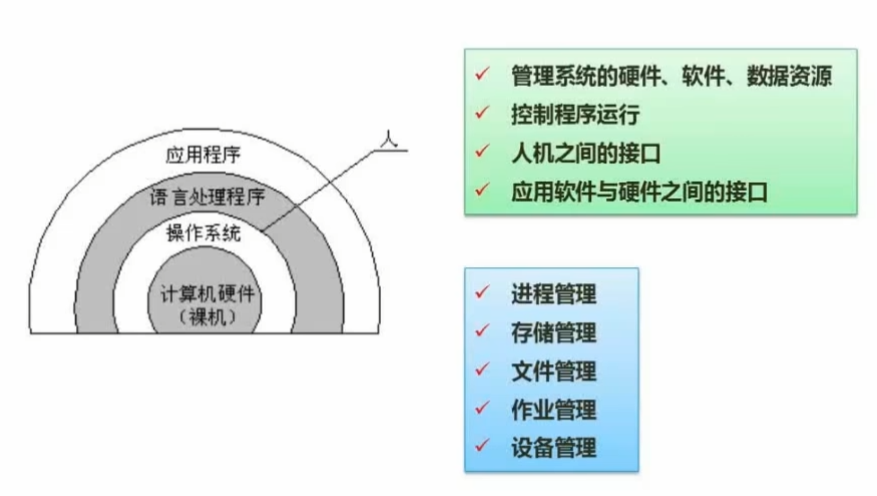 应用程序
语言处理程序
操作系统
计算机硬件
（裸机）
人
管理系统的硬件、软件、数据资源
控制程序运行
人机之间的接口
应用软件与硬件之间的接口
进程管理
存储管理
文件管理
作业管理
设备管理